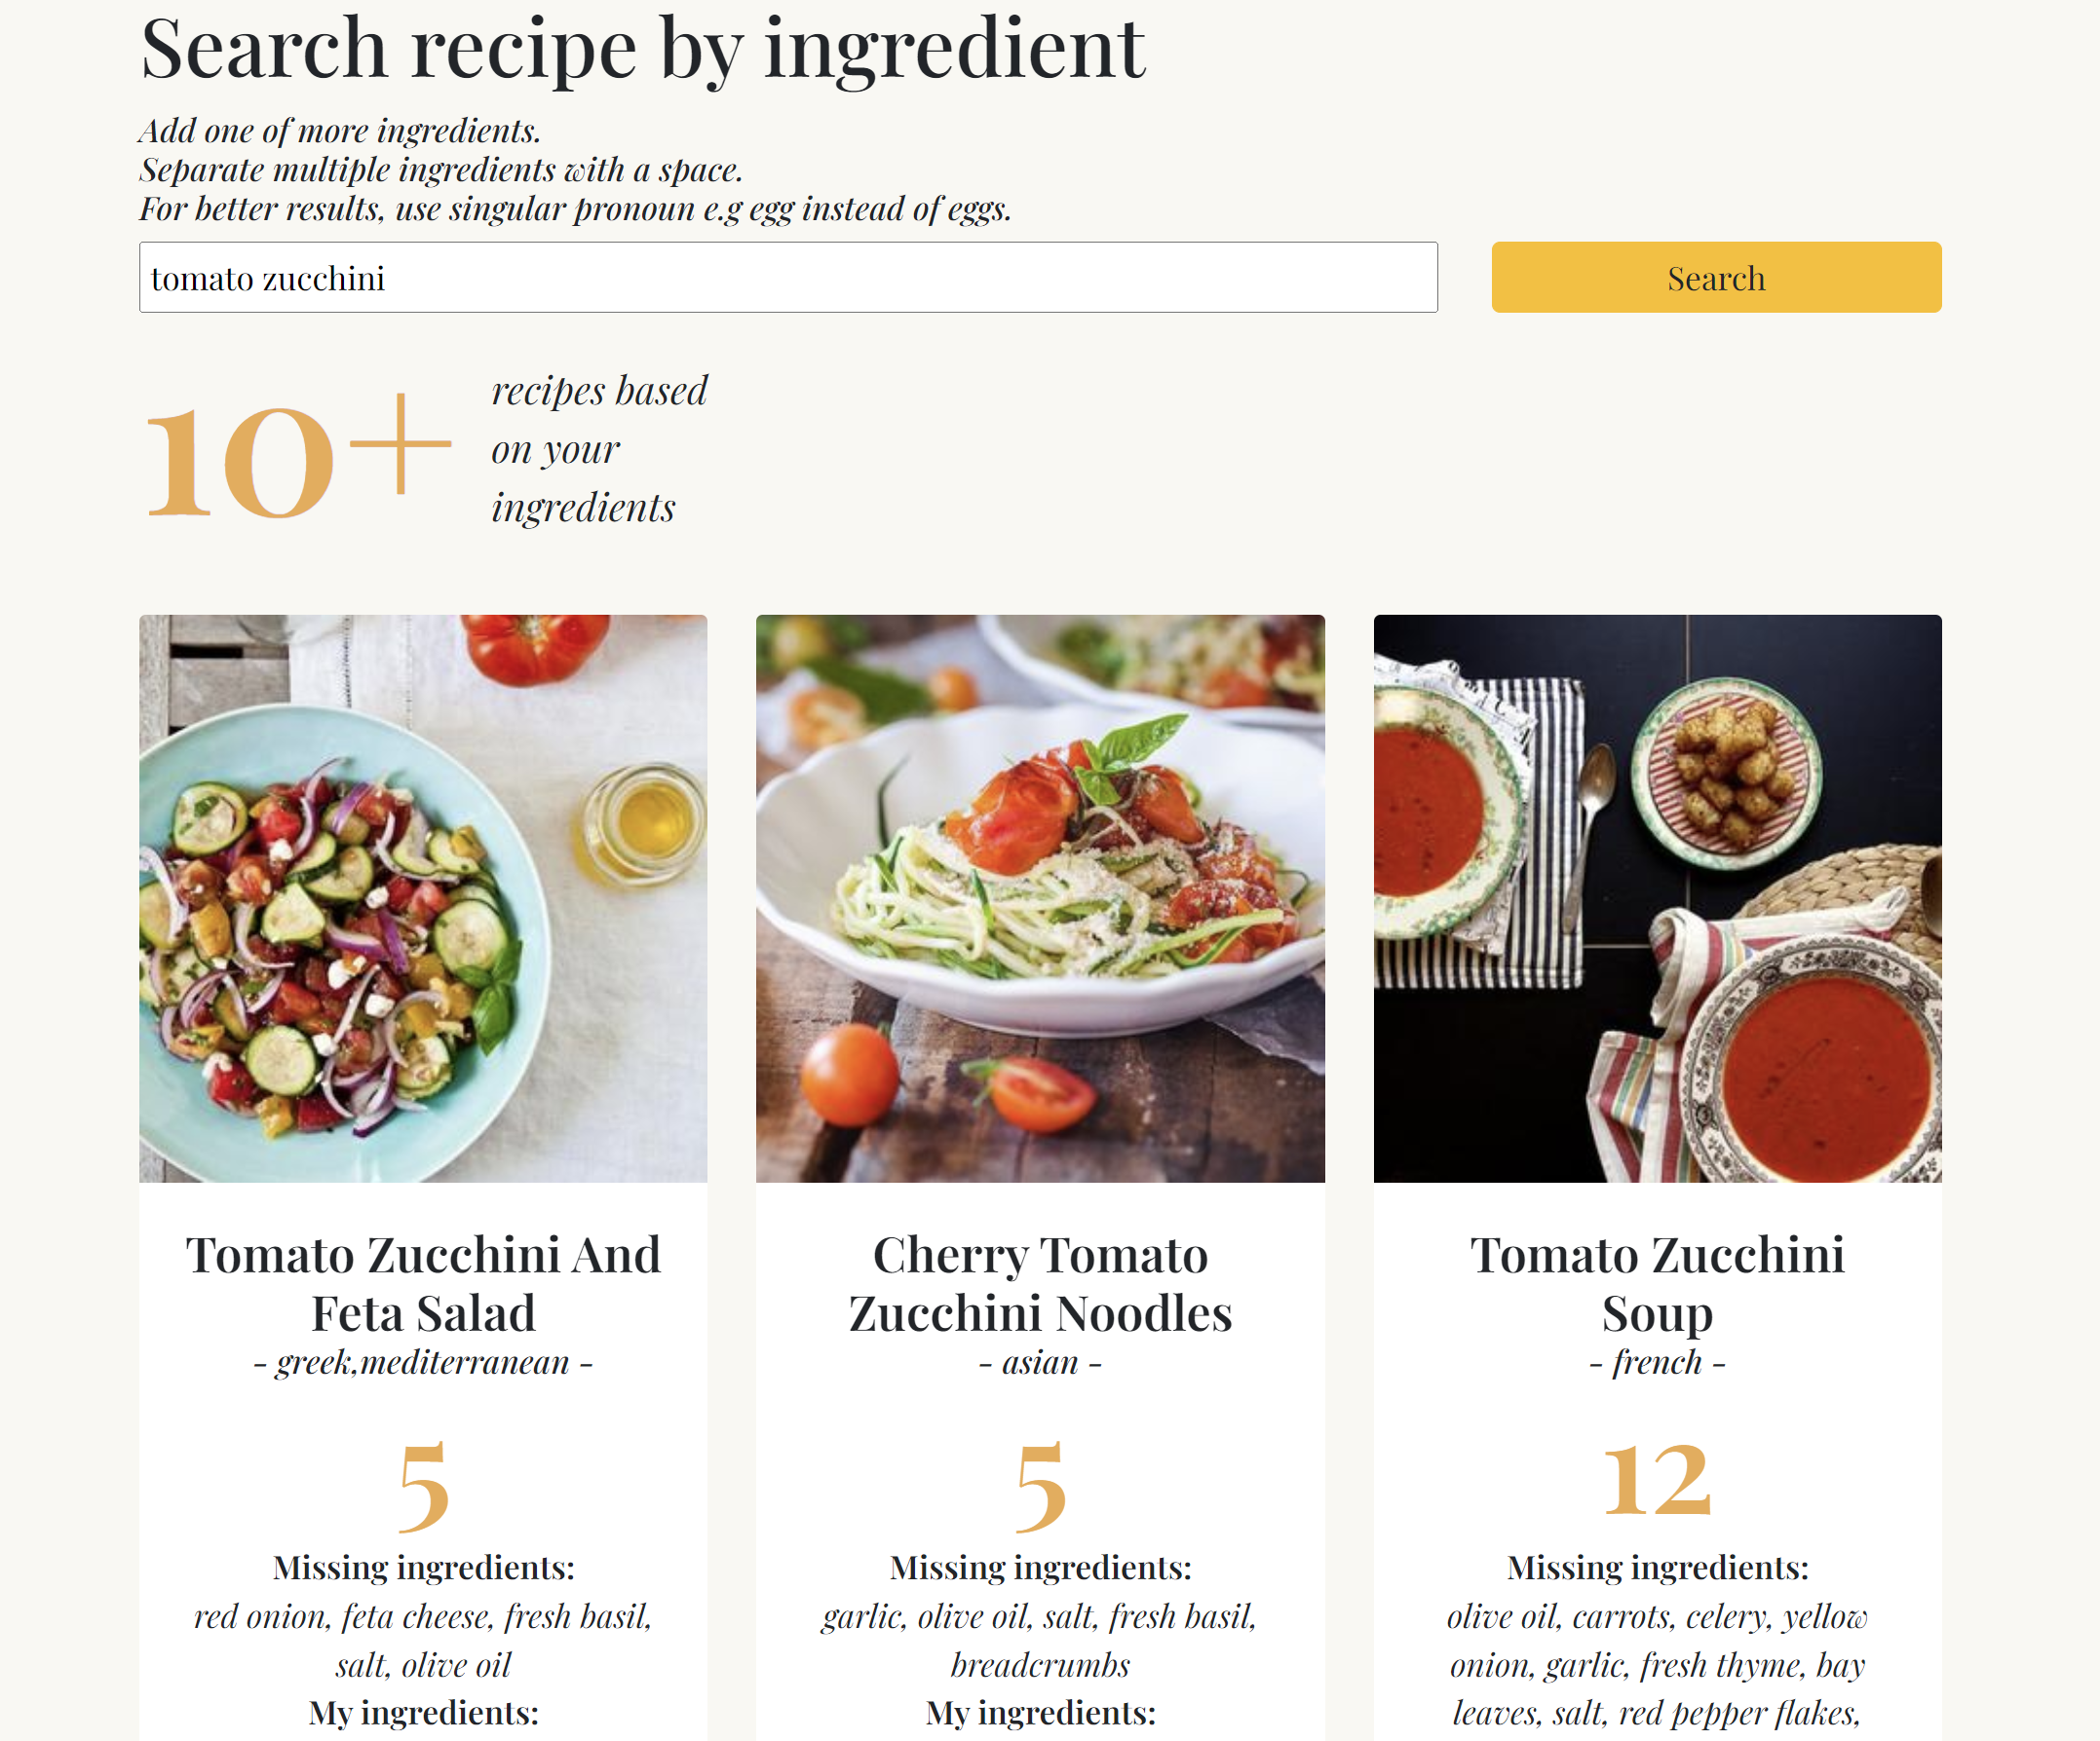 Search recipe by ingredient
Add one of more ingredients.
Separate multiple ingredients with a space.
For better results, use singular pronoun e.g egg instead of eggs.
tomato zucchini
Search
10+
recipes based
on your
ingredients
Tomato Zucchini And
Feta Salad
- greek,mediterranean -
5
Missing ingredients:
red onion, feta cheese, fresh basil,
salt, olive oil
My ingredients:
Cherry Tomato
Zucchini Noodles
- asian -
5
Missing ingredients:
garlic, olive oil, salt, fresh basil,
breadcrumbs
My ingredients:
Tomato Zucchini
Soup
- french -
12
Missing ingredients:
olive oil, carrots, celery, yellow
onion, garlic, fresh thyme, bay
leaves, salt, red pepper flakes,